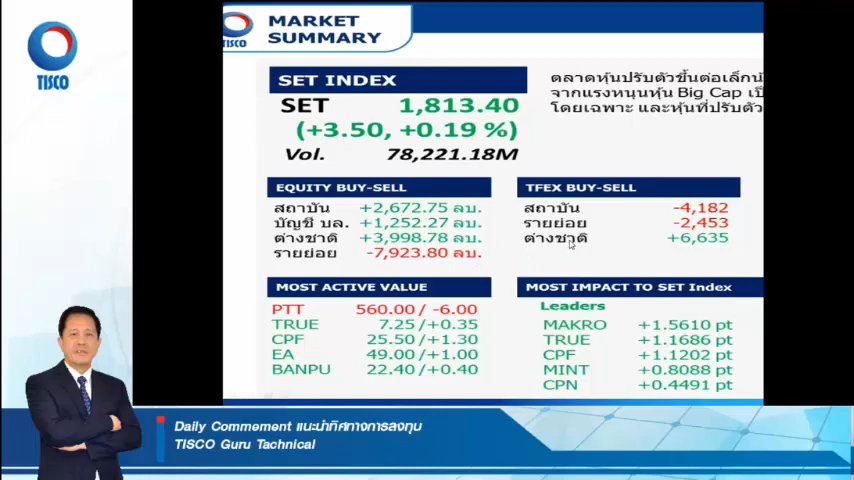 TISCO
TISCO
MARKET
SUMMARY
SET INDEX
SET 1,813.40
(+3.50, +0.19 %)
Vol. 78,221.18M
ตลาดหุ้นปรับตัวขึ้นต่อเล็กน้
จากแรงหนุนหุ้น Big Cap เป็
โดยเฉพาะ และหุ้นที่ปรับตัว
EQUITY BUY-SELL
สถาบัน +2,672.75 ลบ.
บัญชี บล. +1,252.27 ลบ.
ต่างชาติ +3,998.78 ลบ.
รายย่อย -7,923.80 ลบ.
TFEX BUY-SELL
สถาบัน -4,182
รายย่อย -2,453
ต่างชาติ +6,635
MOST ACTIVE VALUE
PTT 560.00 / -6.00
TRUE 7.25 /+0.35
CPF 25.50 /+1.30
EA 49.00 /+1.00
BANPU 22.40 /+0.40
MOST IMPACT TO SET Index
Leaders
MAKRO +1.5610 pt
TRUE +1.1686 pt
CPF +1.1202 pt
MINT +0.8088 pt
CPN +0.4491 pt
Daily Commement แนะนำทิศทางการลงทุน
TISCO Guru Tachnical